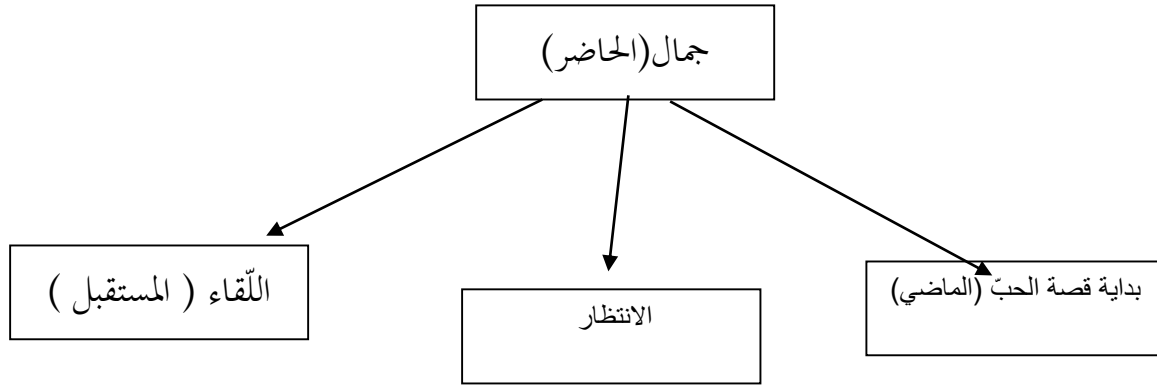 جمال(الحاضر)
بداية قصة الحبّ (الماضي)
الانتظار
اللّقاء ( المستقبل )